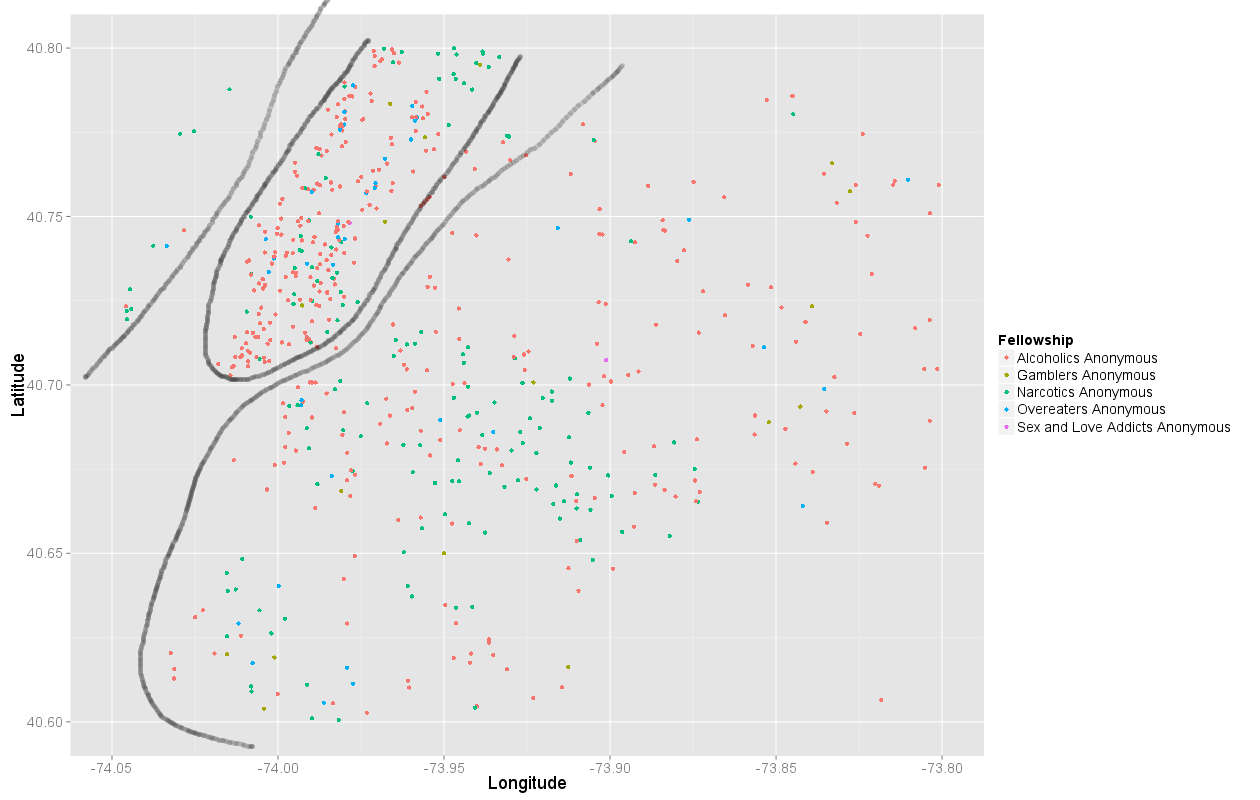 40.80
40.75
40.70
40.65
40.60
Latitude
-74.05 -74.00 -73.95 -73.90 -73.85 -73.80
Longitude
Fellowship
Alcoholics Anonymous
Gamblers Anonymous
Narcotics Anonymous
Overeaters Anonymous
Sex and Love Addicts Anonymous